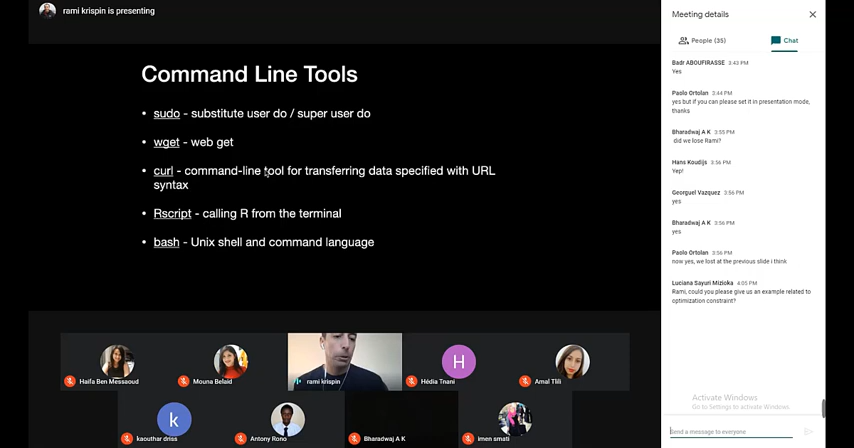 rami krispin is presenting
Command Line Tools
• sudo - substitute user do / super user do
• wget - web get
• curl - command-line tool for transferring data specified with URL
syntax
• Rscript - calling R from the terminal
• bash - Unix shell and command language
Haifa Ben Messaoud
Mouna Belaid
rami krispin
H
Hédia Tnani
Amal Tlili
k
kaouthar driss
Antony Rono
Bharadwaj A K
imen smati
Meeting details
People (35)
Chat
Badr ABOUFIRASSE 3:43 PM
Yes
Paolo Ortolan 3:44 PM
yes but if you can please set it in presentation mode,
thanks
Bharadwaj A K 3:55 PM
did we lose Rami?
Hans Koudijs 3:56 PM
Yep!
Georguel Vazquez 3:56 PM
yes
Bharadwaj A K 3:56 PM
yes
Paolo Ortolan 3:56 PM
now yes, we lost at the previous slide i think
Luciana Sayuri Mizioka 4:05 PM
Rami, could you please give us an example related to
optimization constraint?
Activate Windows
Go to Settings to activate Windows.
Send a message to everyone